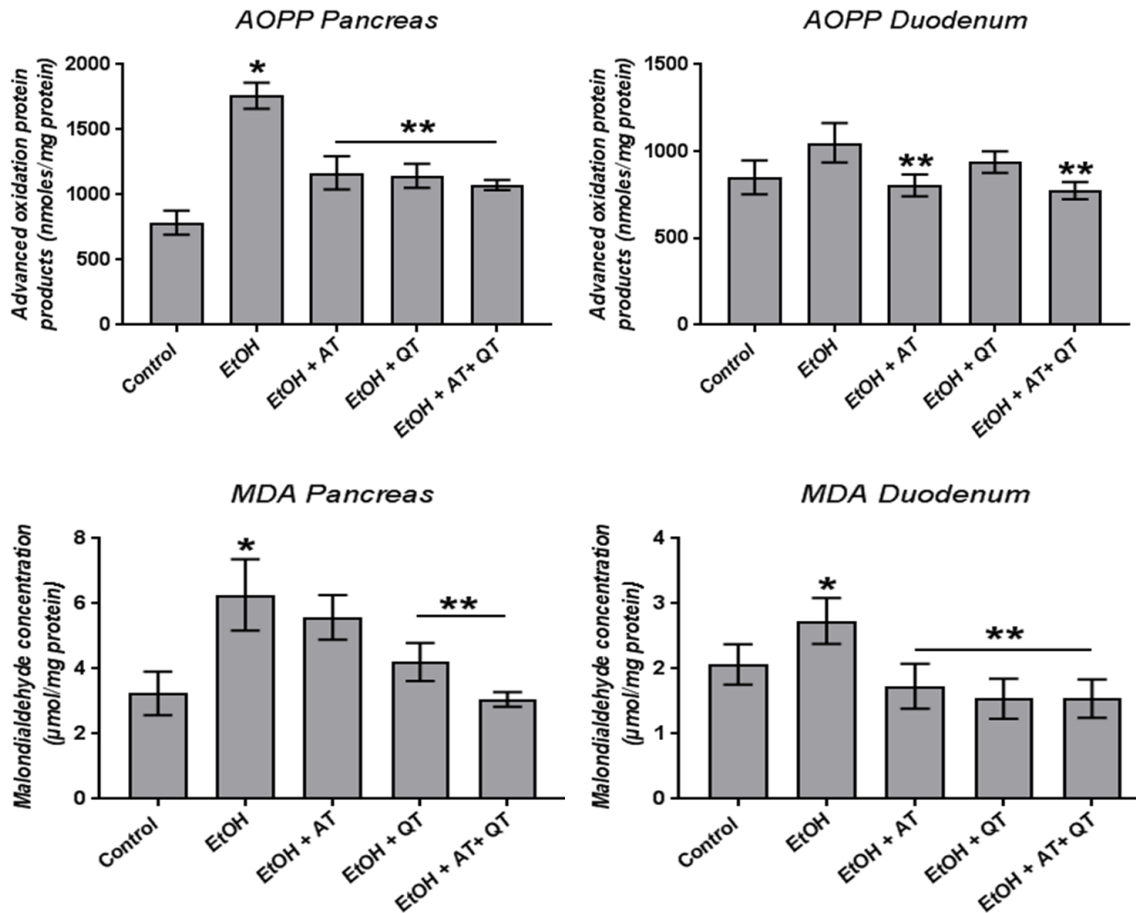 AOPP Pancreas
Advanced oxidation protein
products (nmoles/mg protein)
2000
1500
1000
500
0
*
**
Control
EtOH
EtOH + AT
EtOH + QT
EtOH + AT+ QT
AOPP Duodenum
Advanced oxidation protein
products (nmoles/mg protein)
1500
1000
500
0
**
**
Control
EtOH
EtOH + AT
EtOH + QT
EtOH + AT+ QT
MDA Pancreas
Malondialdehyde concentration
(µmol/mg protein)
8
6
4
2
0
*
**
Control
EtOH
EtOH + AT
EtOH + QT
EtOH + AT+ QT
MDA Duodenum
Malondialdehyde concentration
(µmol/mg protein)
4
3
2
1
0
*
**
Control
EtOH
EtOH + AT
EtOH + QT
EtOH + AT+ QT